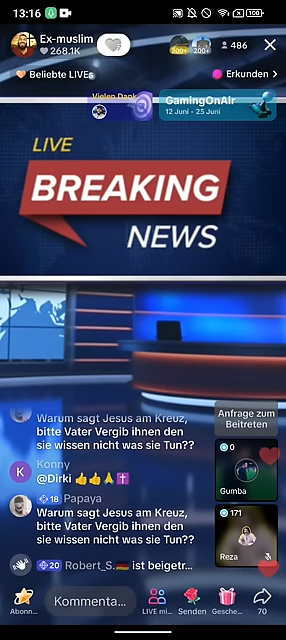 13:16
100
Ex-muslim
268.1K
200+
200+
486
Beliebte LIVEs
Erkunden
Vielen Dank
GamingOnAir
12 Juni - 25 Juni
LIVE
BREAKING
NEWS
Warum sagt Jesus am Kreuz,
bitte Vater Vergib ihnen den
sie wissen nicht was sie Tun??
Konny
@Dirki 👍👍🙏✝️
18 Papaya
Warum sagt Jesus am Kreuz,
bitte Vater Vergib ihnen den
sie wissen nicht was sie Tun??
20 Robert_S.🇩🇪 ist beigetr...
Anfrage zum
Beitreten
0
Gumba
171
Reza
Abonn...
Kommenta...
LIVE mi...
Senden
Gesche...
70